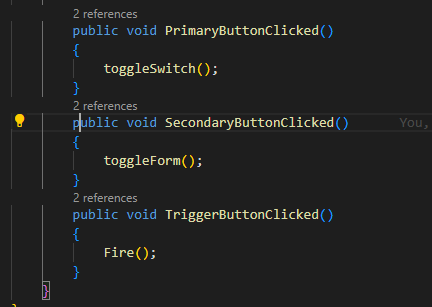 2 references
public void PrimaryButtonClicked()
{
toggleSwitch();
}
2 references
public void SecondaryButtonClicked() You,
{
toggleForm();
}
2 references
public void TriggerButtonClicked()
{
Fire();
}
}